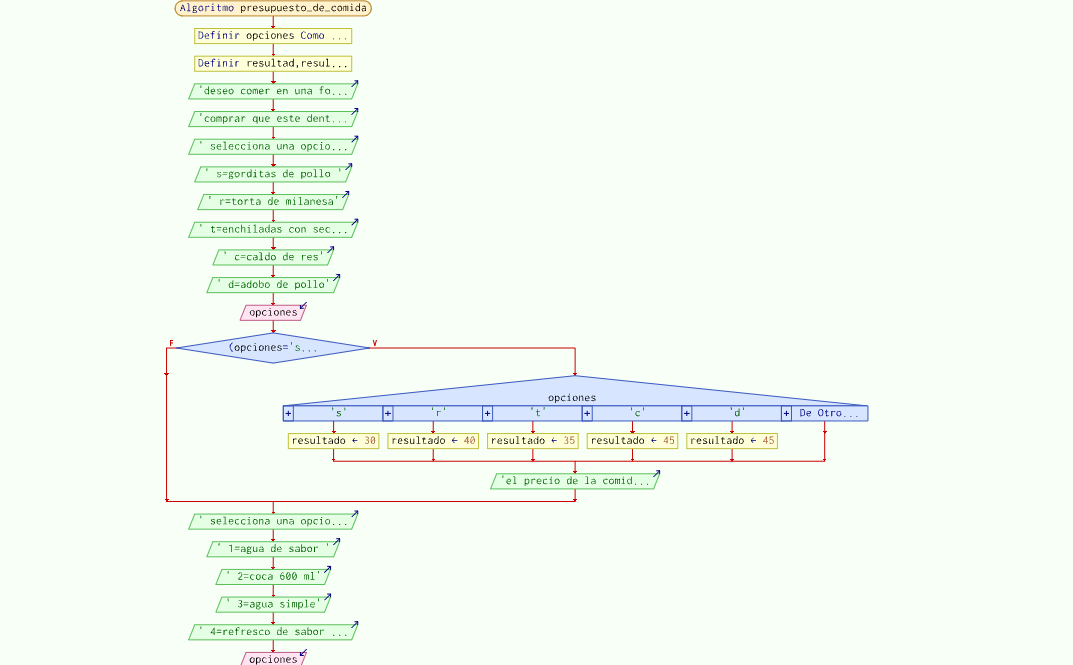 Algoritmo presupuesto_de_comida
Definir opciones Como ...
Definir resultad,resul...
'deseo comer en una fo...
'comprar que este dent...
' selecciona una opcio...
' s=gorditas de pollo '
' r=torta de milanesa'
' t=enchiladas con sec...
' c=caldo de res'
' d=adobo de pollo'
opciones
F (opciones='s... V
opciones
+ 's' + 'r' + 't' + 'c' + 'd' + De Otro...
resultado ← 30 resultado ← 40 resultado ← 35 resultado ← 45 resultado ← 45
'el precio de la comid...
' selecciona una opcio...
' 1=agua de sabor '
' 2=coca 600 ml'
' 3=agua simple'
' 4=refresco de sabor ...
opciones